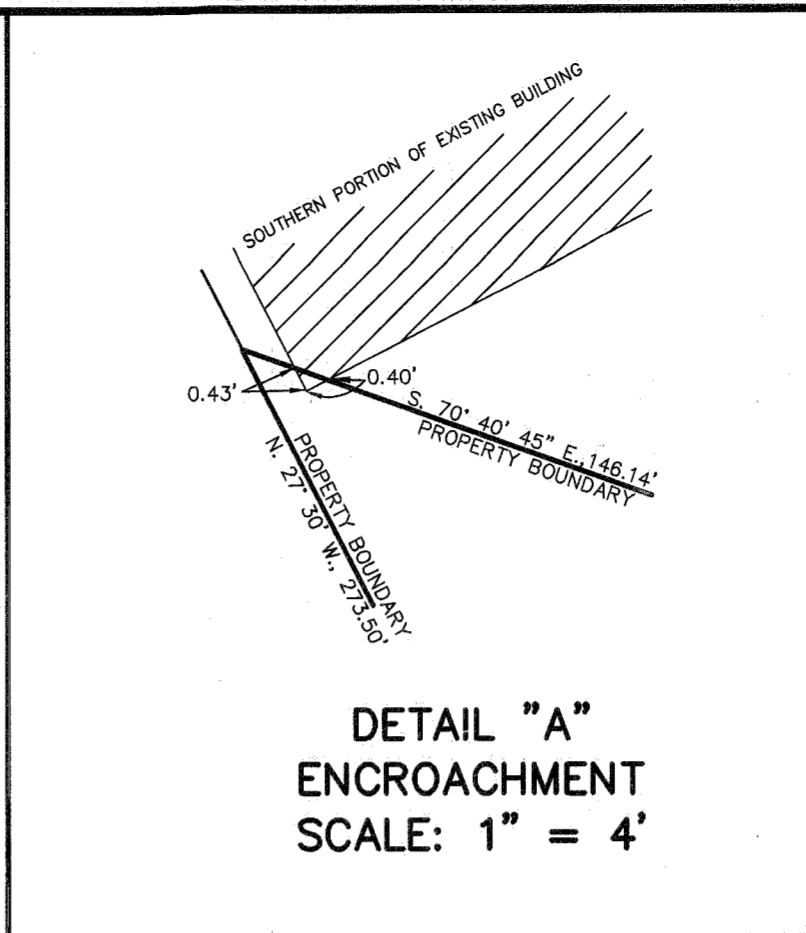 SOUTHERN PORTION OF EXISTING BUILDING
0.43'
0.40'
S. 70° 40' 45" E., 146.14'
PROPERTY BOUNDARY
PROPERTY BOUNDARY
N. 27° 30' W., 273.50'
DETAIL "A"
ENCROACHMENT
SCALE: 1" = 4'